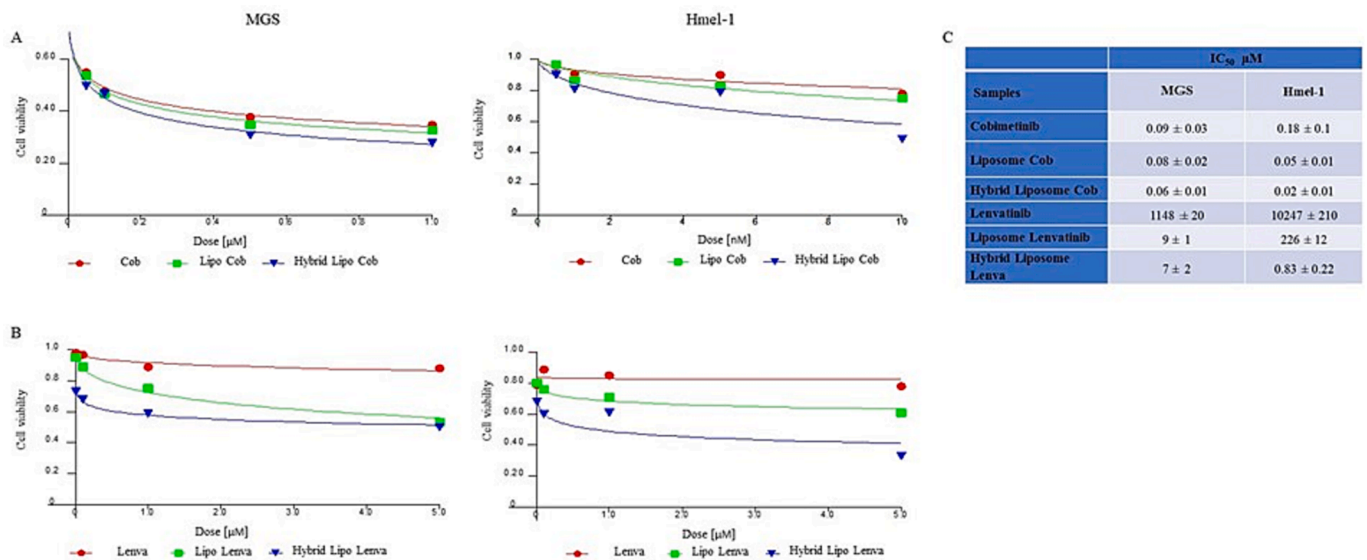 MGS
Hmel-1
A
C
0.60
0.40
0.20
0
Cell viability
0
0.2
0.4
0.6
0.8
1.0
Dose [µM]
Cob
Lipo Cob
Hybrid Lipo Cob
1.0
0.8
0.6
0.4
0.2
0
Cell viability
0
2
4
6
8
10
Dose [nM]
Cob
Lipo Cob
Hybrid Lipo Cob
IC50 µM
Samples MGS Hmel-1
Cobimetinib 0.09 ± 0.03 0.18 ± 0.1
Liposome Cob 0.08 ± 0.02 0.05 ± 0.01
Hybrid Liposome Cob 0.06 ± 0.01 0.02 ± 0.01
Lenvatinib 1148 ± 20 10247 ± 210
Liposome Lenvatinib 9 ± 1 226 ± 12
Hybrid Liposome
Lenva 7 ± 2 0.83 ± 0.22
B
1.0
0.8
0.6
0.4
0.2
0
Cell viability
0
1.0
2.0
3.0
4.0
5.0
Dose [µM]
Lenva
Lipo Lenva
Hybrid Lipo Lenva
1.00
0.80
0.60
0.40
0.20
0
Cell viability
0
1.0
2.0
3.0
4.0
5.0
Dose [µM]
Lenva
Lipo Lenva
Hybrid Lipo Lenva